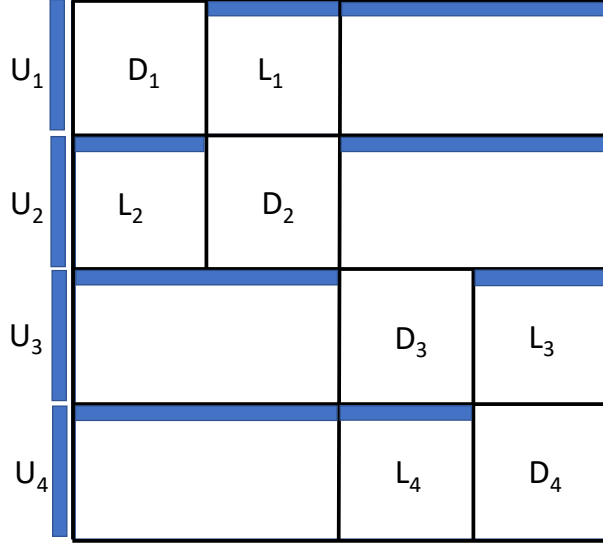 U₁ D₁ L₁
U₂ L₂ D₂
U₃ D₃ L₃
U₄ L₄ D₄